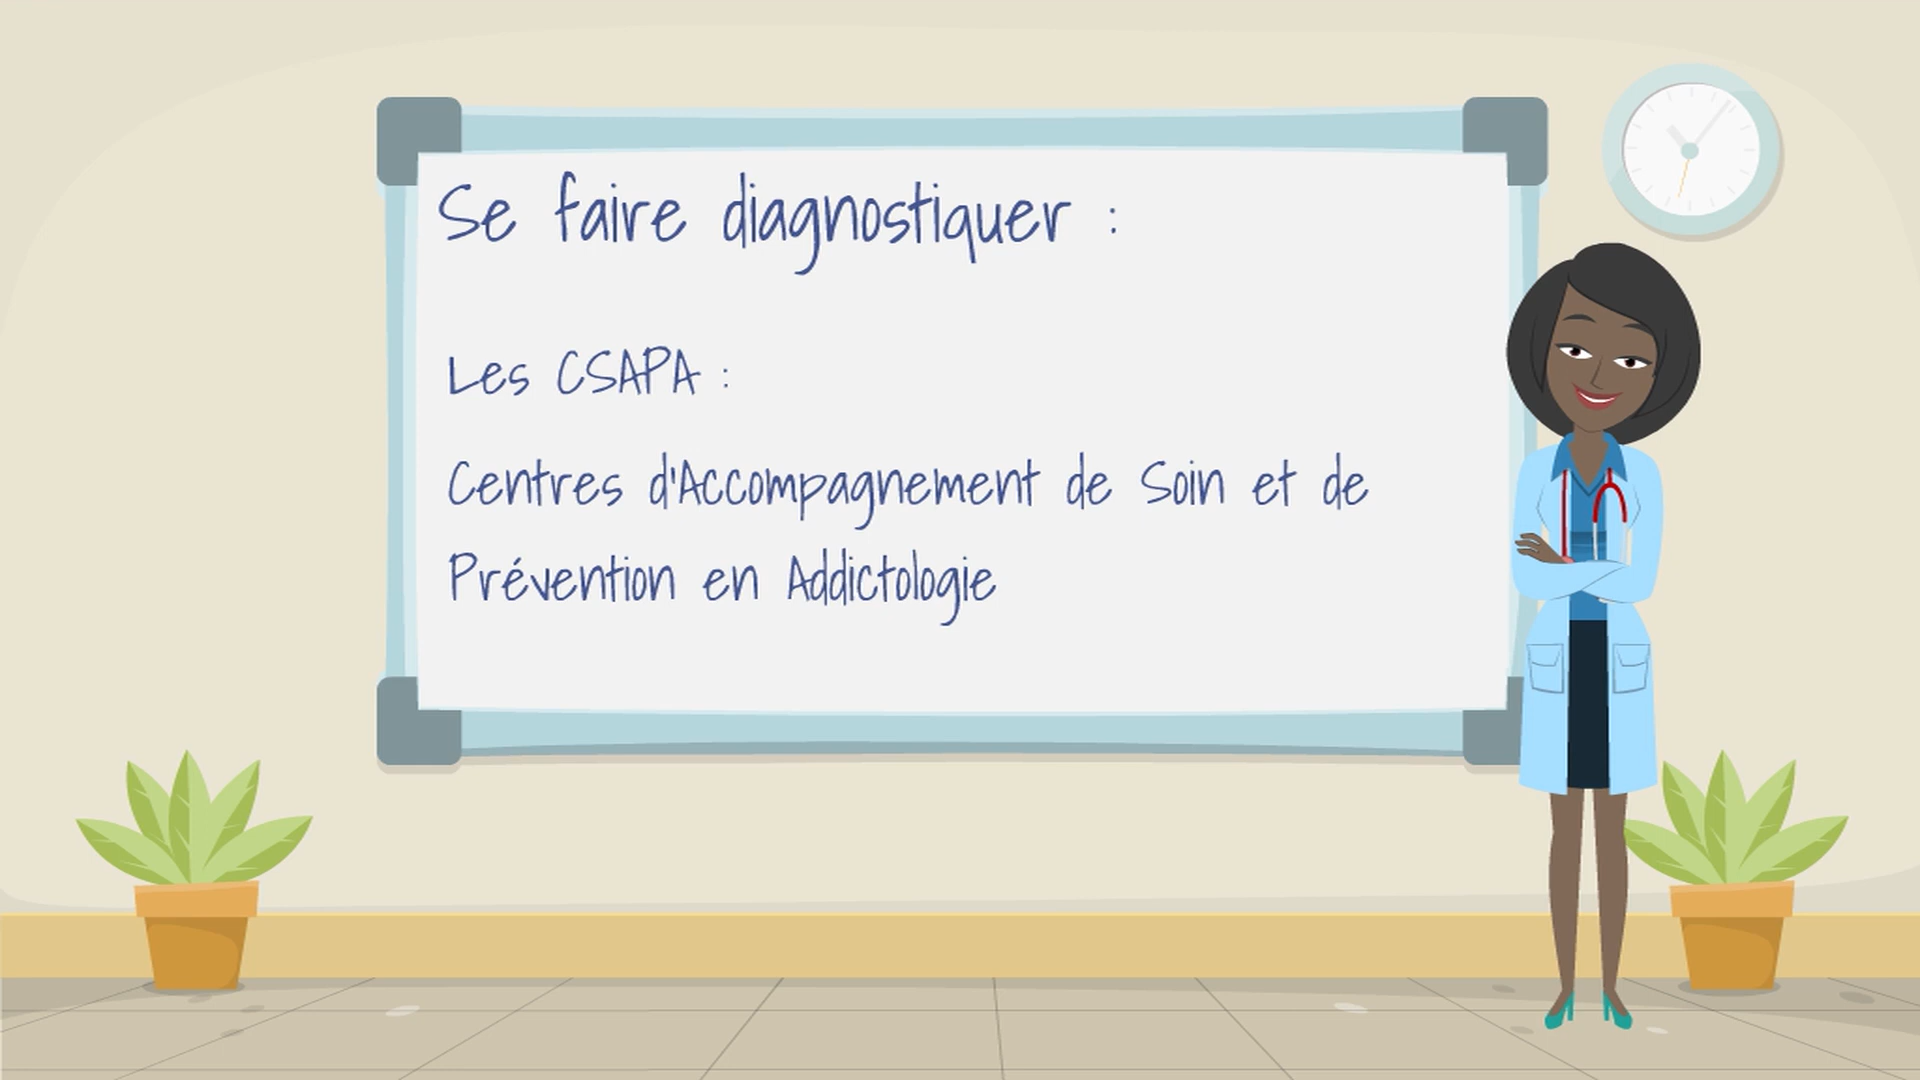 Se faire diagnostiquer :
Les CSAPA :
Centres d'Accompagnement de Soin et de
Prévention en Addictologie